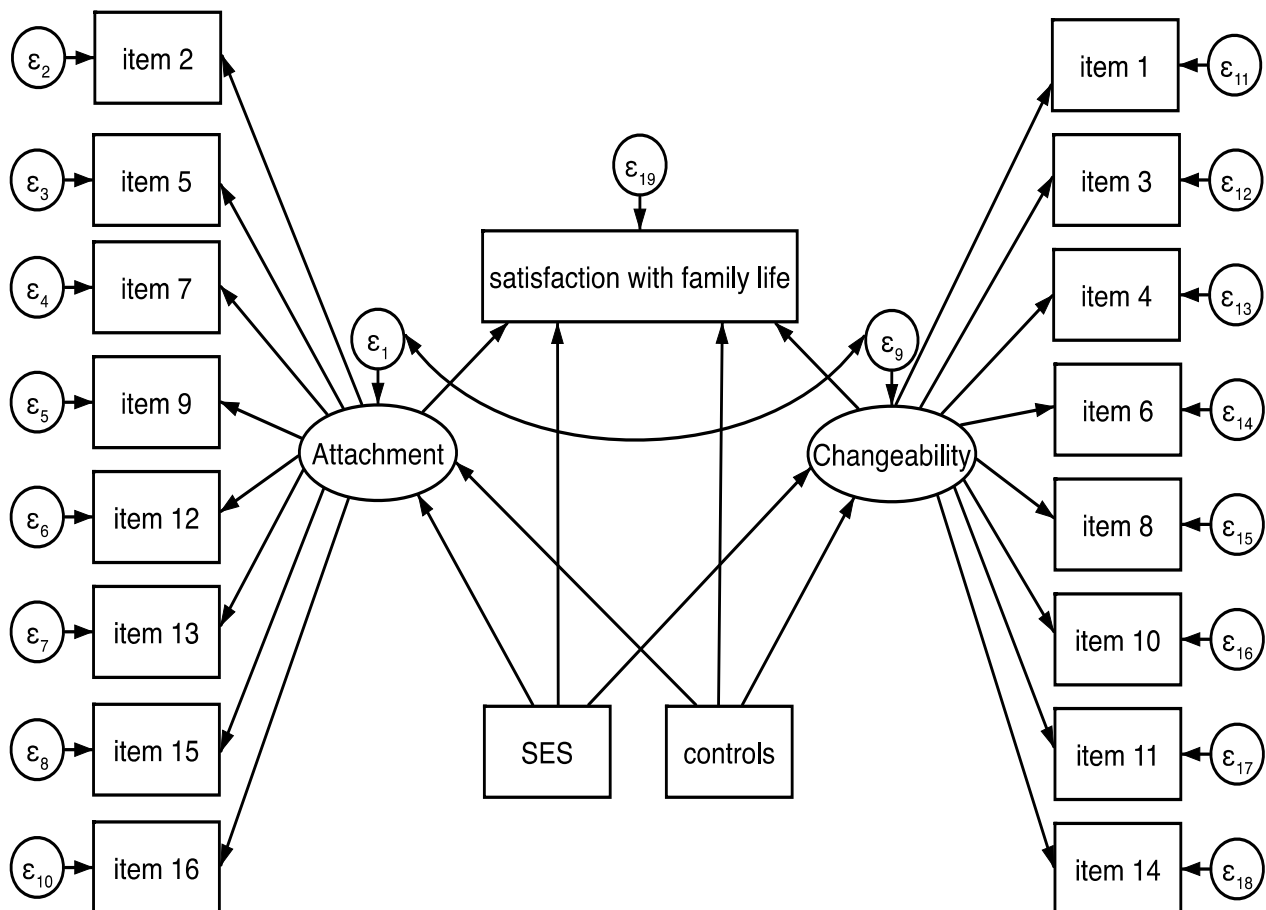 ε2
item 2
ε3
item 5
ε4
item 7
ε5
item 9
ε6
item 12
ε7
item 13
ε8
item 15
ε10
item 16
ε19
satisfaction with family life
ε1
ε9
Attachment
Changeability
SES
controls
item 1
ε11
item 3
ε12
item 4
ε13
item 6
ε14
item 8
ε15
item 10
ε16
item 11
ε17
item 14
ε18